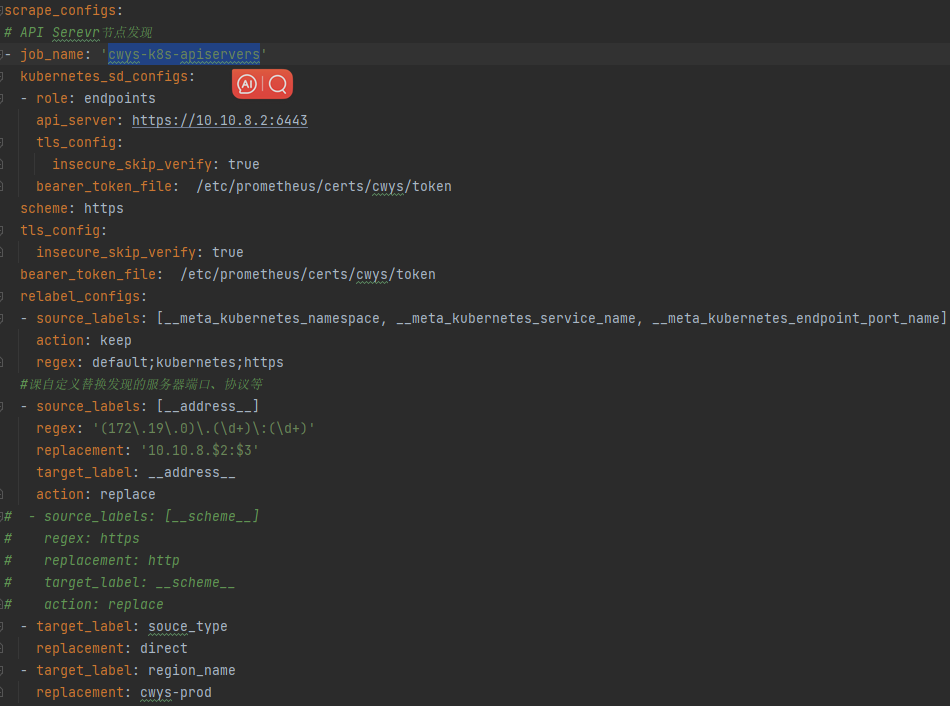 scrape_configs:
# API Serevr节点发现
- job_name: 'cwys-k8s-apiservers'
  kubernetes_sd_configs:
AI
  - role: endpoints
    api_server: https://10.10.8.2:6443
    tls_config:
      insecure_skip_verify: true
    bearer_token_file:  /etc/prometheus/certs/cwys/token
  scheme: https
  tls_config:
    insecure_skip_verify: true
  bearer_token_file:  /etc/prometheus/certs/cwys/token
  relabel_configs:
  - source_labels: [__meta_kubernetes_namespace, __meta_kubernetes_service_name, __meta_kubernetes_endpoint_port_name]
    action: keep
    regex: default;kubernetes;https
  #课自定义替换发现的服务器端口、协议等
  - source_labels: [__address__]
    regex: '(172\.19\.0)\.(\d+)\:(\d+)'
    replacement: '10.10.8.$2:$3'
    target_label: __address__
    action: replace
#  - source_labels: [__scheme__]
#    regex: https
#    replacement: http
#    target_label: __scheme__
#    action: replace
  - target_label: souce_type
    replacement: direct
  - target_label: region_name
    replacement: cwys-prod